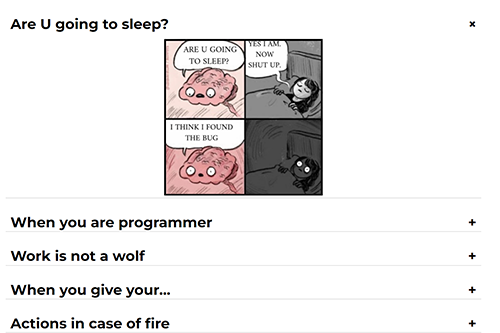 Are U going to sleep?
×
ARE U GOING
TO SLEEP?
YES I AM.
NOW
SHUT UP.
I THINK I FOUND
THE BUG
When you are programmer
+
Work is not a wolf
+
When you give your...
+
Actions in case of fire
+